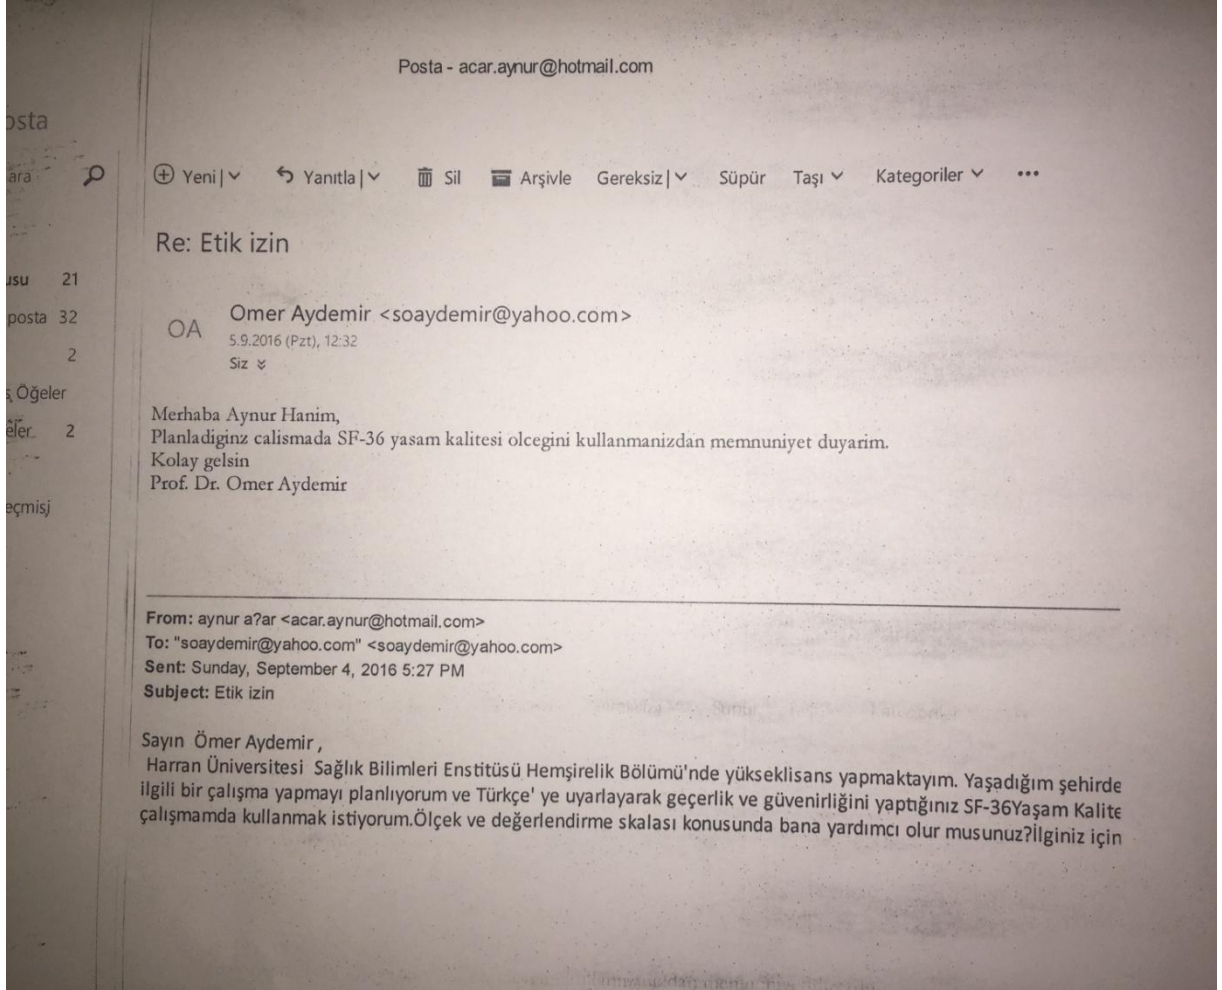 Posta - acar.aynur@hotmail.com
osta
ara
Yeni | Yanıtla | Sil Arşivle Gereksiz | Süpür Taşı Kategoriler ...
Re: Etik izin
usu 21
posta 32
2
ş Öğeler
eler 2
eçmişj
OA
Omer Aydemir <soaydemir@yahoo.com>
5.9.2016 (Pzt), 12:32
Siz
Merhaba Aynur Hanim,
Planladiginz calismada SF-36 yasam kalitesi olcegini kullanmanizdan memnuniyet duyarim.
Kolay gelsin
Prof. Dr. Omer Aydemir
From: aynur a?ar <acar.aynur@hotmail.com>
To: "soaydemir@yahoo.com" <soaydemir@yahoo.com>
Sent: Sunday, September 4, 2016 5:27 PM
Subject: Etik izin
Sayın Ömer Aydemir ,
Harran Üniversitesi Sağlık Bilimleri Enstitüsü Hemşirelik Bölümü'nde yükseklisans yapmaktayım. Yaşadığım şehirde
ilgili bir çalışma yapmayı planlıyorum ve Türkçe' ye uyarlayarak geçerlik ve güvenirliğini yaptığınız SF-36Yaşam Kalite
çalışmamda kullanmak istiyorum.Ölçek ve değerlendirme skalası konusunda bana yardımcı olur musunuz?İlginiz için